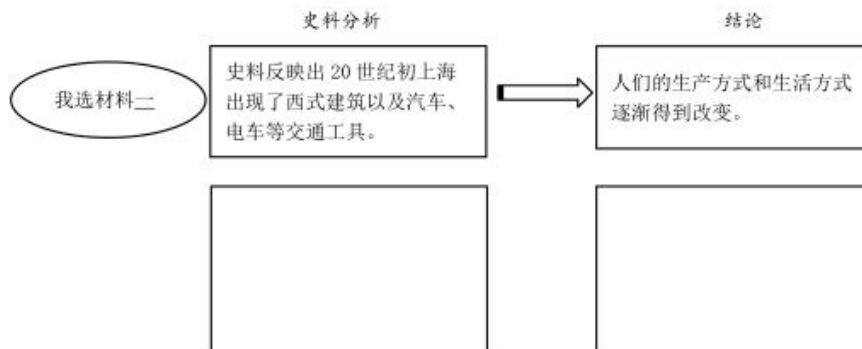 史料分析
结论
我选材料二
史料反映出 20 世纪初上海
出现了西式建筑以及汽车、
电车等交通工具。
人们的生产方式和生活方式
逐渐得到改变。